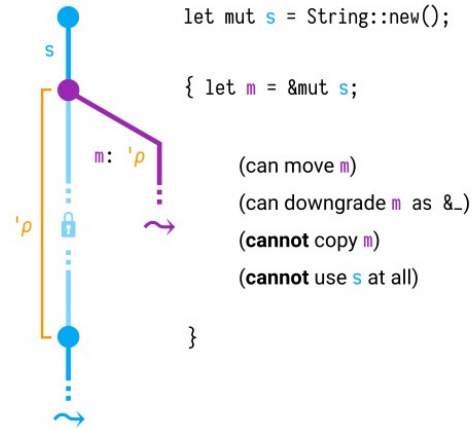 let mut s = String::new();
s
{ let m = &mut s;
m: 'ρ
(can move m)
(can downgrade m as &_)
'ρ
(cannot copy m)
(cannot use s at all)
}